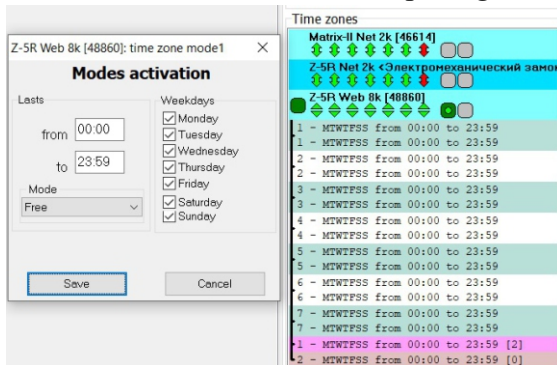 Z-5R Web 8k [48860]: time zone mode1
Modes activation
Lasts
from 00:00
to 23:59
Mode
Free
Weekdays
Monday
Tuesday
Wednesday
Thursday
Friday
Saturday
Sunday
Save
Cancel
Time zones
Matrix-II Net 2k [46614]
Z-5R Net 2k <Электромеханический замо
Z-5R Web 8k [48860]
1 - MTWTFSS from 00:00 to 23:59
1 - MTWTFSS from 00:00 to 23:59
2 - MTWTFSS from 00:00 to 23:59
2 - MTWTFSS from 00:00 to 23:59
3 - MTWTFSS from 00:00 to 23:59
3 - MTWTFSS from 00:00 to 23:59
4 - MTWTFSS from 00:00 to 23:59
4 - MTWTFSS from 00:00 to 23:59
5 - MTWTFSS from 00:00 to 23:59
5 - MTWTFSS from 00:00 to 23:59
6 - MTWTFSS from 00:00 to 23:59
6 - MTWTFSS from 00:00 to 23:59
7 - MTWTFSS from 00:00 to 23:59
7 - MTWTFSS from 00:00 to 23:59
1 - MTWTFSS from 00:00 to 23:59 [2]
2 - MTWTFSS from 00:00 to 23:59 [0]